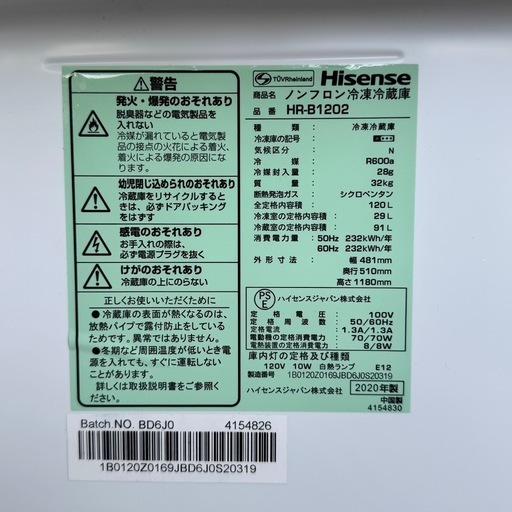 警告
発火・爆発のおそれあり
脱臭器などの電気製品を
入れない
冷媒が漏れていると電気製
品の接点の火花による着火、
着火による爆発の原因
幼児閉じ込められのおそれあり
冷蔵庫をリサイクルすると
きは、必ずドアパッキング
をはずす
感電のおそれあり
お手入れの際は、
必ず電源プラグを抜く
けがのおそれあり
冷蔵庫の上にのらない
正しくお使いいただくために
●冷蔵庫の表面が熱くなるのは、
放熱パイプで露付防止をしている
ためです。異常ではありません。
●冬期など周囲温度が低いとき電
源を入れても、すぐに運転しない
ことがあります。
詳しくは取扱説明書をご覧ください
TÜVRheinland Hisense
商品名 ノンフロン冷凍冷蔵庫
品番 HR-B1202
種類: 冷凍冷蔵庫
冷凍室の記号:
気候区分: N
冷媒: R600a
冷媒封入量: 28g
質量: 32kg
断熱発泡ガス: シクロペンタン
全定格内容積: 120L
冷凍室の定格内容積: 29L
冷蔵室の定格内容積: 91L
消費電力量: 50Hz 232kWh/年
60Hz 232kWh/年
外形寸法: 幅481mm
奥行510mm
高さ1180mm
PS
E ハイセンスジャパン株式会社
定格電圧: 100V
定格周波数: 50/60Hz
定格電流: 1.3A/1.3A
電動機の定格消費電力: 70/70W
電熱装置の定格消費電力: 8/8W
庫内灯の定格及び種類
120V 10W 白熱ランプ E12
製造番号 1B0120Z0169JBD6J0S20319
ハイセンスジャパン株式会社 2020年製
中国製
4154830
Batch.NO. BD6J0 4154826
1B0120Z0169JBD6J0S20319